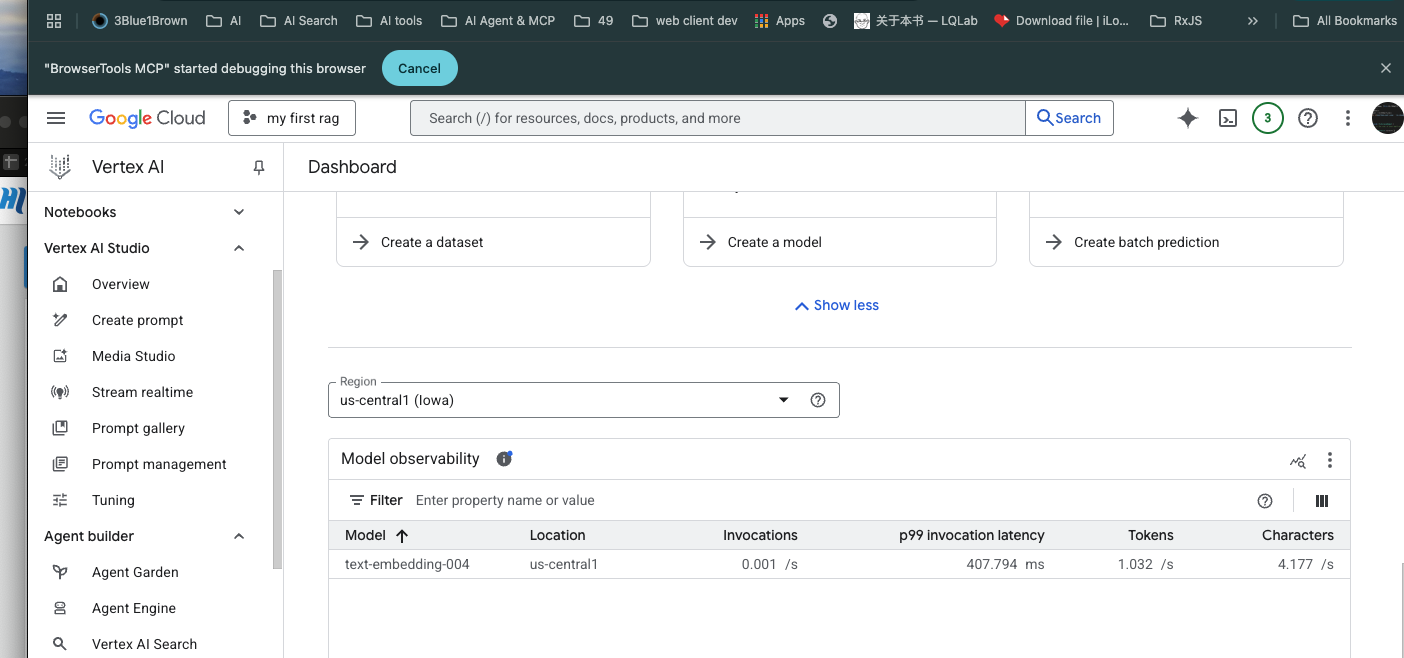 3Blue1Brown AI AI Search AI tools AI Agent & MCP 49 web client dev Apps 关于本书 — LQLab Download file | iLo... RxJS » All Bookmarks
"BrowserTools MCP" started debugging this browser Cancel
Google Cloud my first rag Search (/) for resources, docs, products, and more Search 3
Vertex AI
Dashboard
Notebooks
Vertex AI Studio
Overview
Create prompt
Media Studio
Stream realtime
Prompt gallery
Prompt management
Tuning
Agent builder
Agent Garden
Agent Engine
Vertex AI Search
Create a dataset Create a model Create batch prediction
Show less
Region
us-central1 (Iowa)
Model observability
Filter Enter property name or value
Model Location Invocations p99 invocation latency Tokens Characters
text-embedding-004 us-central1 0.001 /s 407.794 ms 1.032 /s 4.177 /s